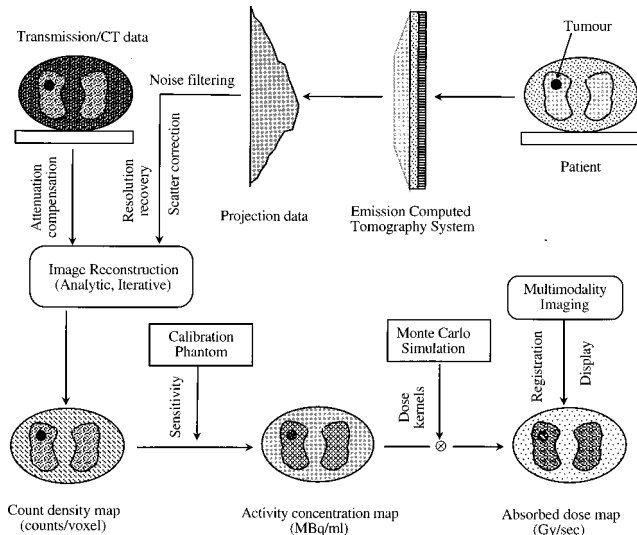 Transmission/CT data
Tumour
Noise filtering
Patient
Attenuation
compensation
Resolution
recovery
Scatter correction
Projection data
Emission Computed
Tomography System
Image Reconstruction
(Analytic, Iterative)
Calibration
Phantom
Monte Carlo
Simulation
Multimodality
Imaging
Sensitivity
Dose
kernels
Registration
Display
Count density map
(counts/voxel)
Activity concentration map
(MBq/ml)
Absorbed dose map
(Gy/sec)